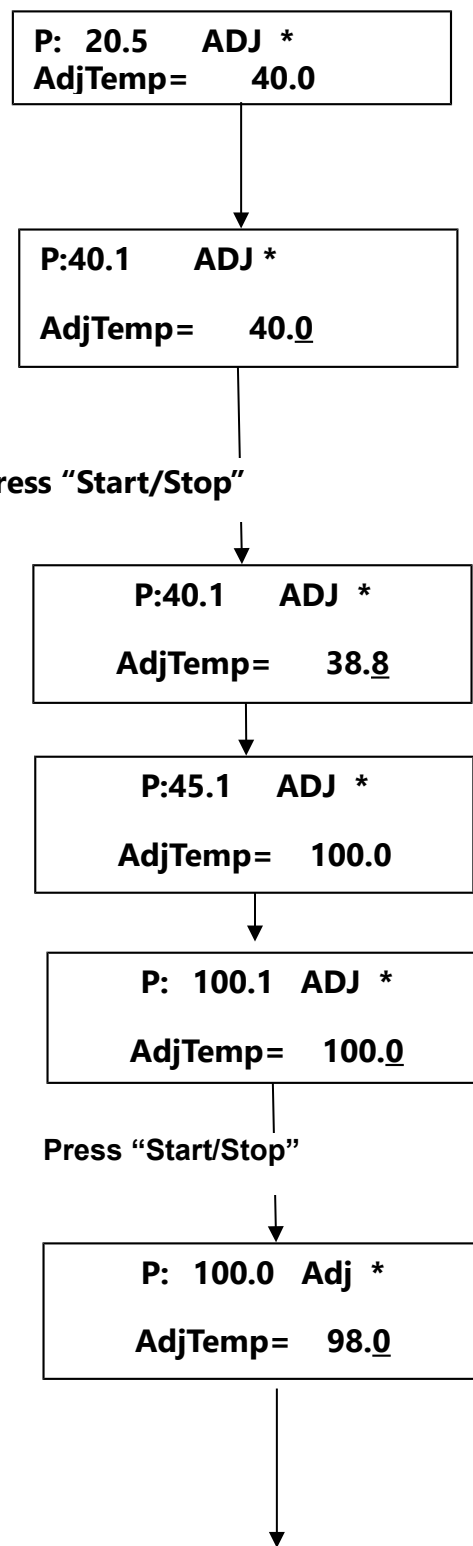 P: 20.5 ADJ *
AdjTemp= 40.0
P:40.1 ADJ *
AdjTemp= 40.0
ress “Start/Stop”
P:40.1 ADJ *
AdjTemp= 38.8
P:45.1 ADJ *
AdjTemp= 100.0
P: 100.1 ADJ *
AdjTemp= 100.0
Press “Start/Stop”
P: 100.0 Adj *
AdjTemp= 98.0